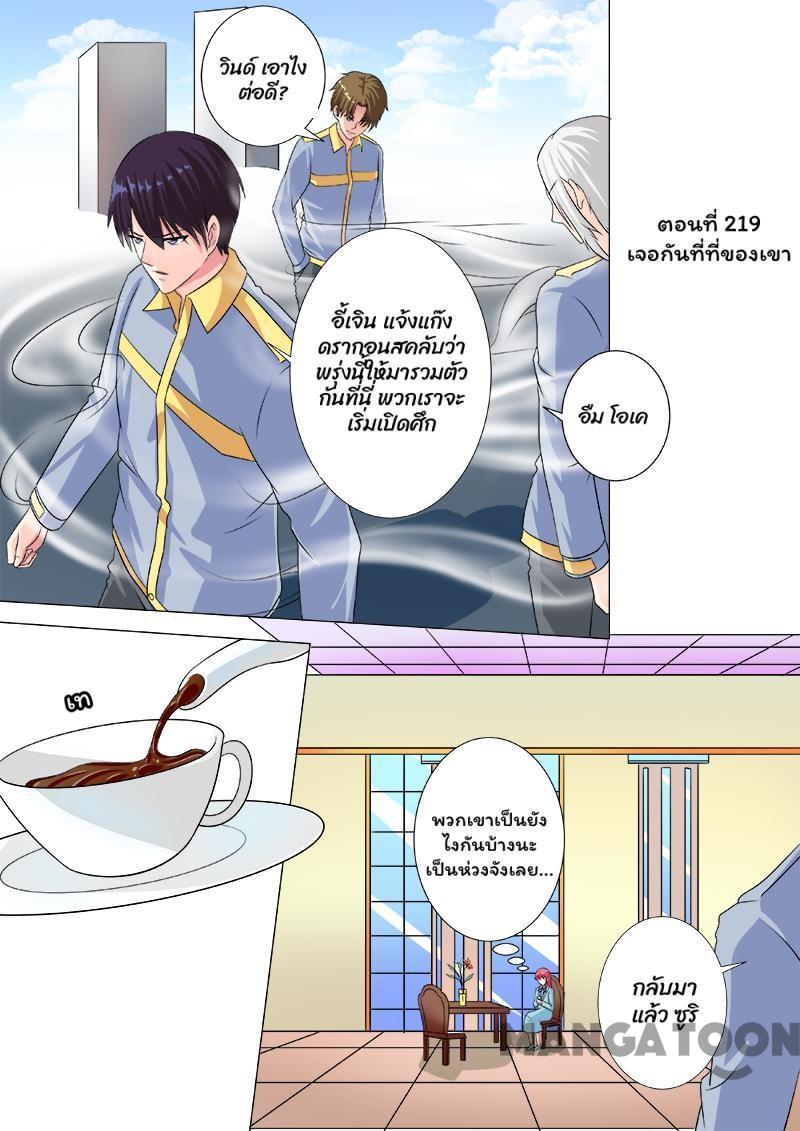 วินด์ เอาไง
ต่อดี?
ตอนที่ 219
เจอกันที่ที่ของเขา
อี้เจิน แจ้งแก๊ง
ดรากอนสคลับว่า
พรุ่งนี้ให้มารวมตัว
กันที่นี่ พวกเราจะ
เริ่มเปิดศึก
อืม โอเค
เท
พวกเขาเป็นยัง
ไงกันบ้างนะ
เป็นห่วงจังเลย...
กลับมา
แล้ว ซูริ
MANGATOON